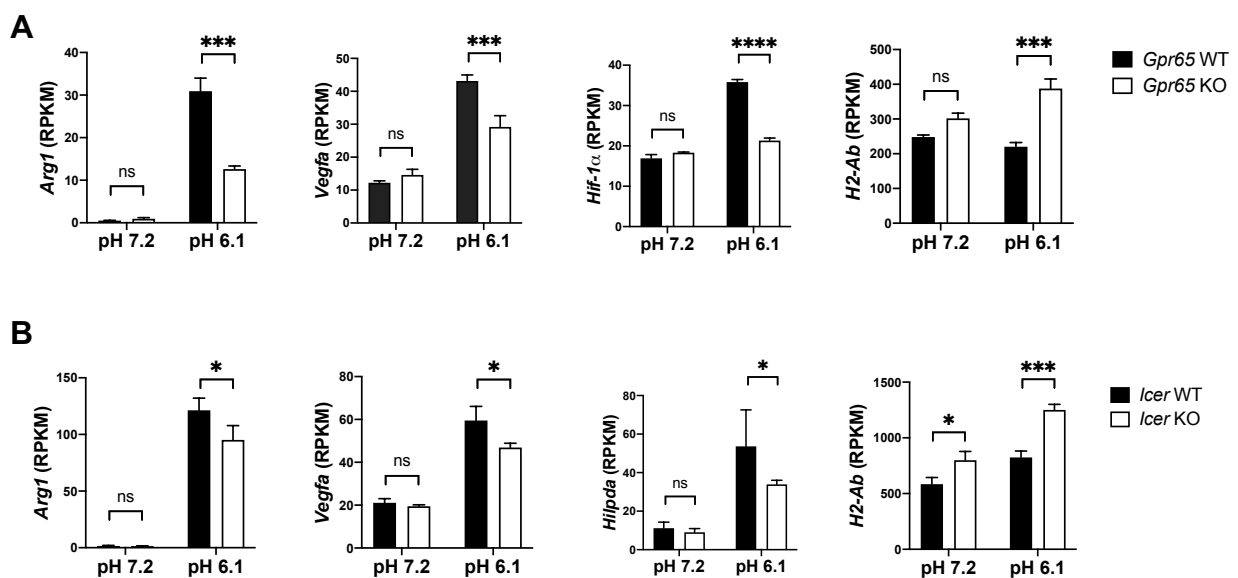 A
Arg1 (RPKM)
40
30
20
10
0
ns
***
pH 7.2
pH 6.1
Vegfa (RPKM)
50
40
30
20
10
0
ns
***
pH 7.2
pH 6.1
Hif-1α (RPKM)
40
30
20
10
0
ns
****
pH 7.2
pH 6.1
H2-Ab (RPKM)
500
400
300
200
100
0
ns
***
pH 7.2
pH 6.1
Gpr65 WT
Gpr65 KO
B
Arg1 (RPKM)
150
100
50
0
ns
*
pH 7.2
pH 6.1
Vegfa (RPKM)
80
60
40
20
0
ns
*
pH 7.2
pH 6.1
Hilpda (RPKM)
80
60
40
20
0
ns
*
pH 7.2
pH 6.1
H2-Ab (RPKM)
1500
1000
500
0
*
***
pH 7.2
pH 6.1
Icer WT
Icer KO